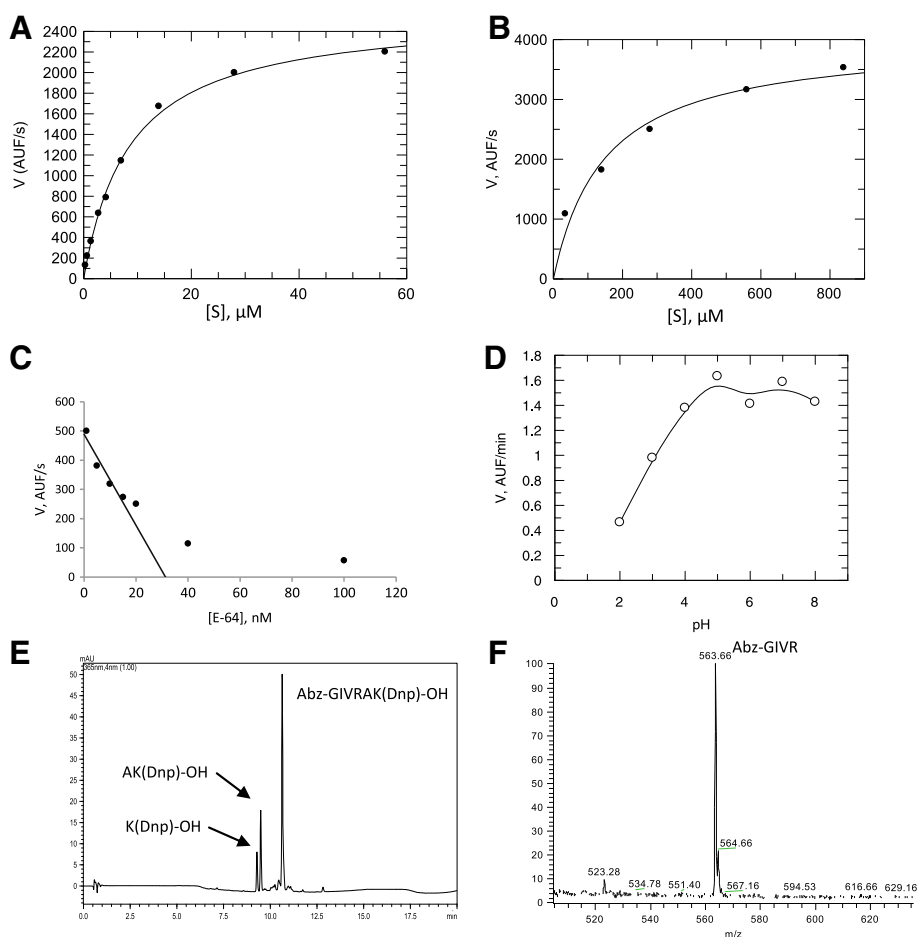 A
2400
2200
2000
1800
1600
1400
1200
1000
800
600
400
200
0
V (AUF/s)
0 20 40 60
[S], µM
B
4000
3000
2000
1000
0
V, AUF/s
0 200 400 600 800
[S], µM
C
600
500
400
300
200
100
0
V, AUF/s
0 20 40 60 80 100 120
[E-64], nM
D
1.8
1.6
1.4
1.2
1
0.8
0.6
0.4
0.2
0
V, AUF/min
0 2 4 6 8
pH
E
mAU
365nm,4nm (1.00)
50
45
40
35
30
25
20
15
10
5
0
Abz-GIVRAK(Dnp)-OH
AK(Dnp)-OH
K(Dnp)-OH
0.0 2.5 5.0 7.5 10.0 12.5 15.0 17.5 min
F
Abz-GIVR
563.66
100
90
80
70
60
50
40
30
20
10
0
564.66
523.28
534.78 551.40 567.16 594.53 616.66 629.16
520 540 560 580 600 620
m/z